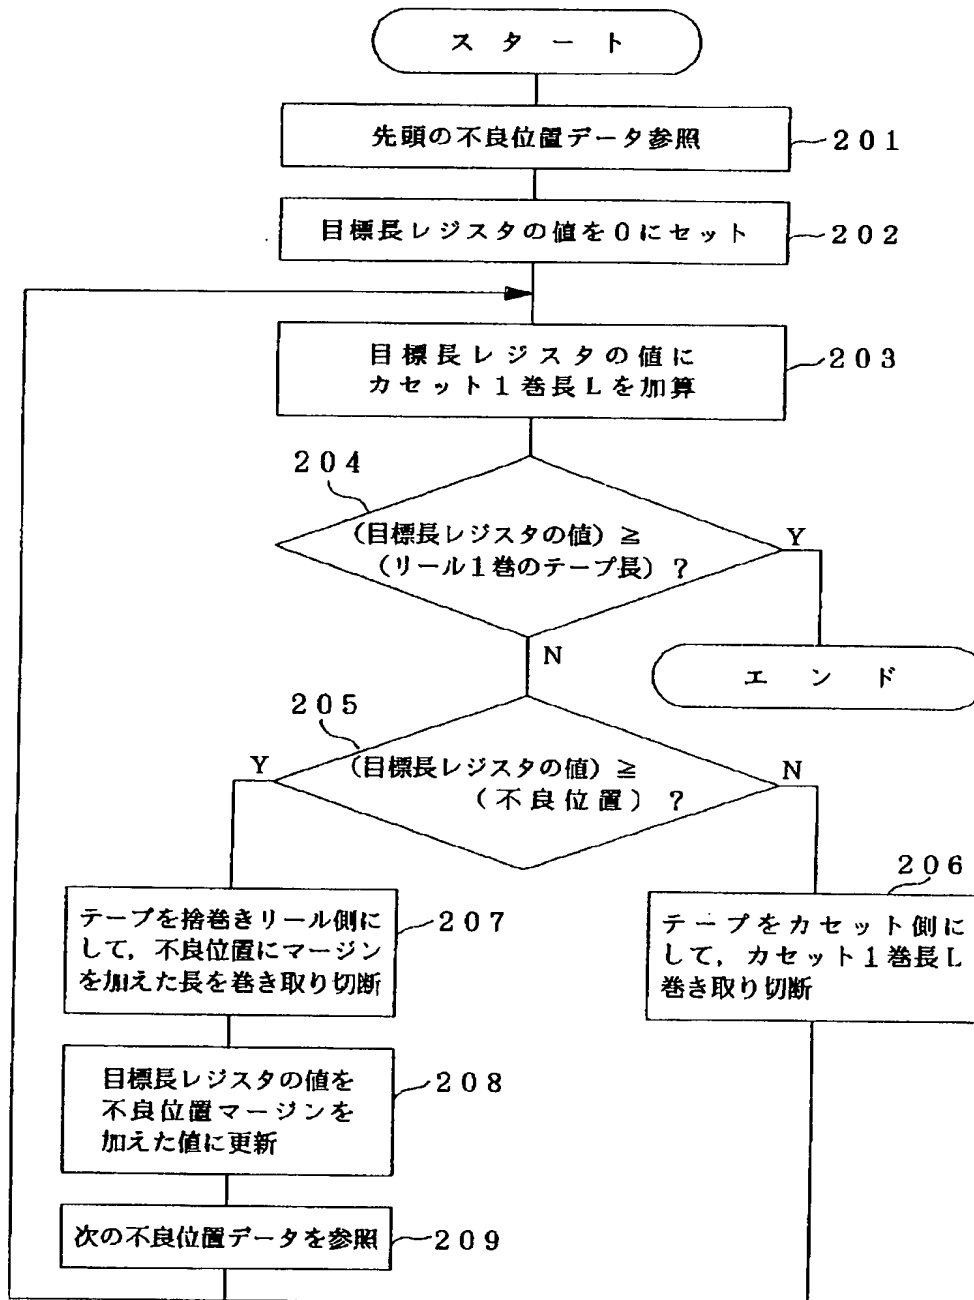 スタート
先頭の不良位置データ参照
201
目標長レジスタの値を0にセット
202
目標長レジスタの値に
カセット1巻長Lを加算
203
204
(目標長レジスタの値)≧
(リール1巻のテープ長)?
Y
N
エンド
205
(目標長レジスタの値)≧
(不良位置)?
Y
N
206
テープをカセット側に
して,カセット1巻長L
巻き取り切断
テープを捨巻きリール側に
して,不良位置にマージン
を加えた長を巻き取り切断
207
目標長レジスタの値を
不良位置マージンを
加えた値に更新
208
次の不良位置データを参照
209